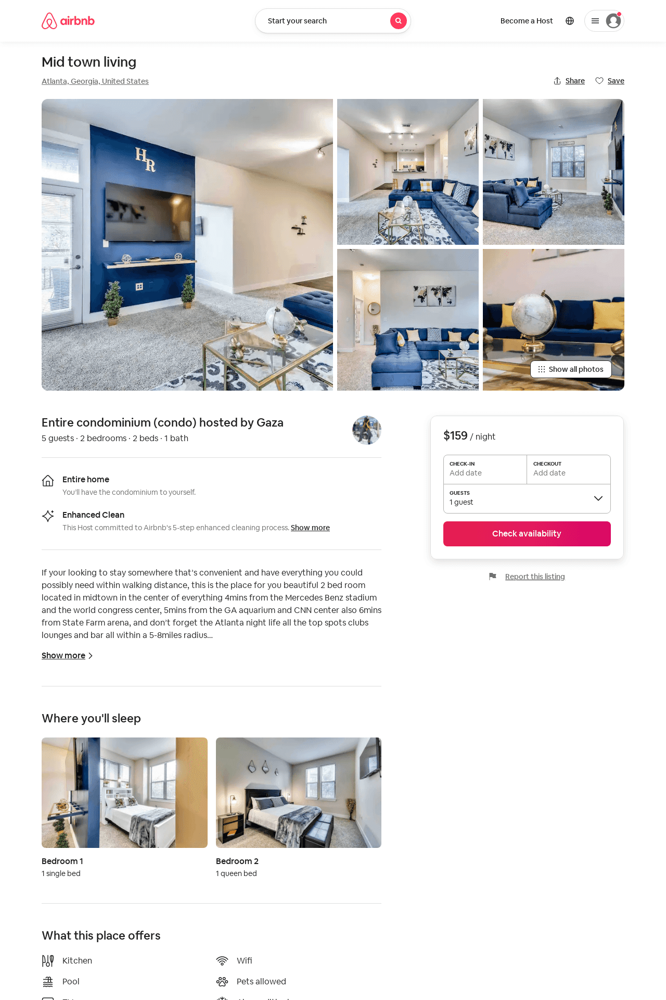 airbnb
Start your search
Become a Host
Mid town living
Atlanta, Georgia, United States
Share
Save
HR
Show all photos
Entire condominium (condo) hosted by Gaza
5 guests · 2 bedrooms · 2 beds · 1 bath
$159 / night
CHECK-IN
Add date
CHECKOUT
Add date
GUESTS
1 guest
Check availability
Report this listing
Entire home
You’ll have the condominium to yourself.
Enhanced Clean
This Host committed to Airbnb's 5-step enhanced cleaning process. Show more
If your looking to stay somewhere that’s convenient and have everything you could
possibly need within walking distance, this is the place for you beautiful 2 bed room
located in midtown in the center of everything 4mins from the Mercedes Benz stadium
and the world congress center, 5mins from the GA aquarium and CNN center also 6mins
from State Farm arena, and don’t forget the Atlanta night life all the top spots clubs
lounges and bar all within a 5-8miles radius…
Show more
Where you'll sleep
Bedroom 1
1 single bed
Bedroom 2
1 queen bed
What this place offers
Kitchen
Wifi
Pool
Pets allowed